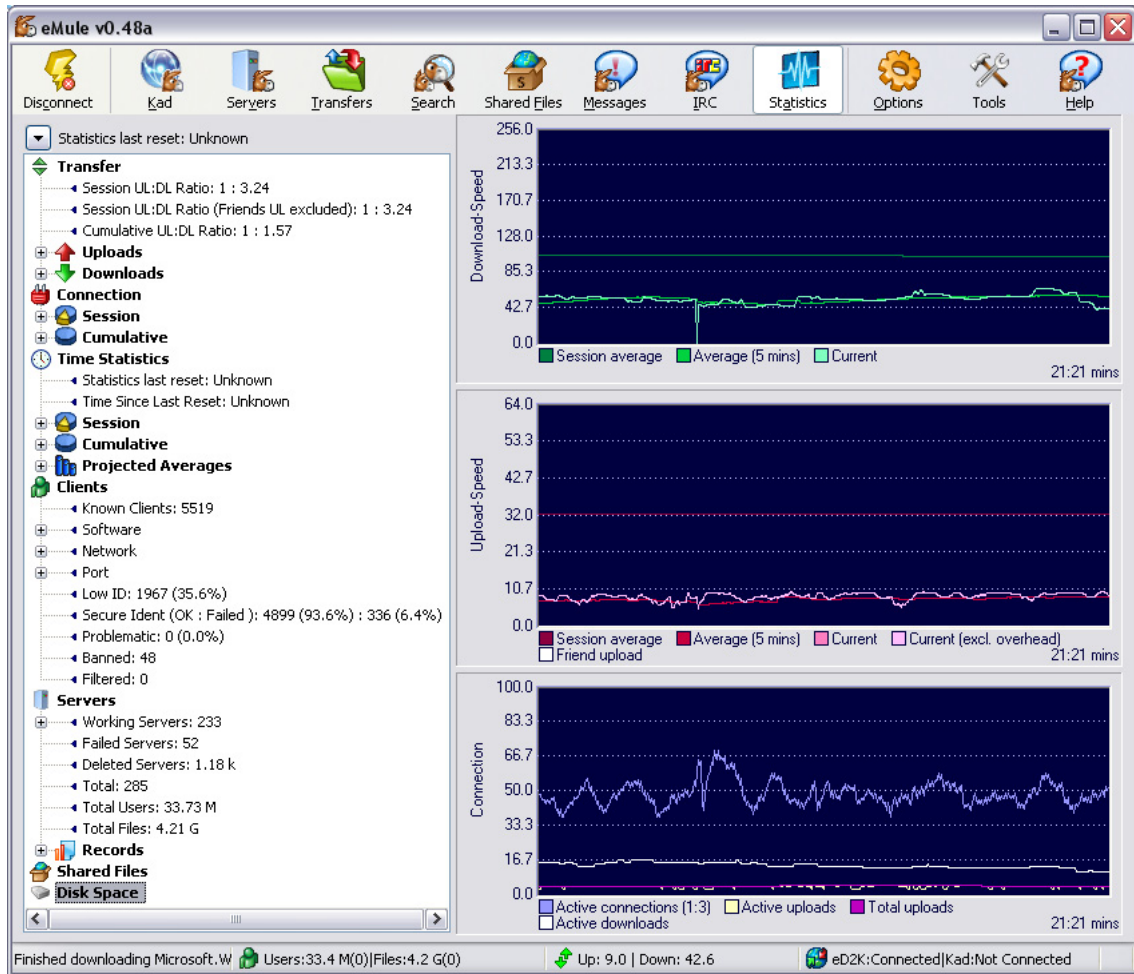 eMule v0.48a
Disconnect Kad Servers Transfers Search Shared Files Messages IRC Statistics Options Tools Help
Statistics last reset: Unknown
Transfer
Session UL:DL Ratio: 1 : 3.24
Session UL:DL Ratio (Friends UL excluded): 1 : 3.24
Cumulative UL:DL Ratio: 1 : 1.57
Uploads
Downloads
Connection
Session
Cumulative
Time Statistics
Statistics last reset: Unknown
Time Since Last Reset: Unknown
Session
Cumulative
Projected Averages
Clients
Known Clients: 5519
Software
Network
Port
Low ID: 1967 (35.6%)
Secure Ident (OK : Failed ): 4899 (93.6%) : 336 (6.4%)
Problematic: 0 (0.0%)
Banned: 48
Filtered: 0
Servers
Working Servers: 233
Failed Servers: 52
Deleted Servers: 1.18 k
Total: 285
Total Users: 33.73 M
Total Files: 4.21 G
Records
Shared Files
Disk Space
Download-Speed
256.0
213.3
170.7
128.0
85.3
42.7
0.0
Session average Average (5 mins) Current
21:21 mins
Upload-Speed
64.0
53.3
42.7
32.0
21.3
10.7
0.0
Session average Average (5 mins) Current Current (excl. overhead)
Friend upload
21:21 mins
Connection
100.0
83.3
66.7
50.0
33.3
16.7
0.0
Active connections (1:3) Active uploads Total uploads
Active downloads
21:21 mins
Finished downloading Microsoft.W Users:33.4 M(0)|Files:4.2 G(0) Up: 9.0 | Down: 42.6 eD2K:Connected|Kad:Not Connected